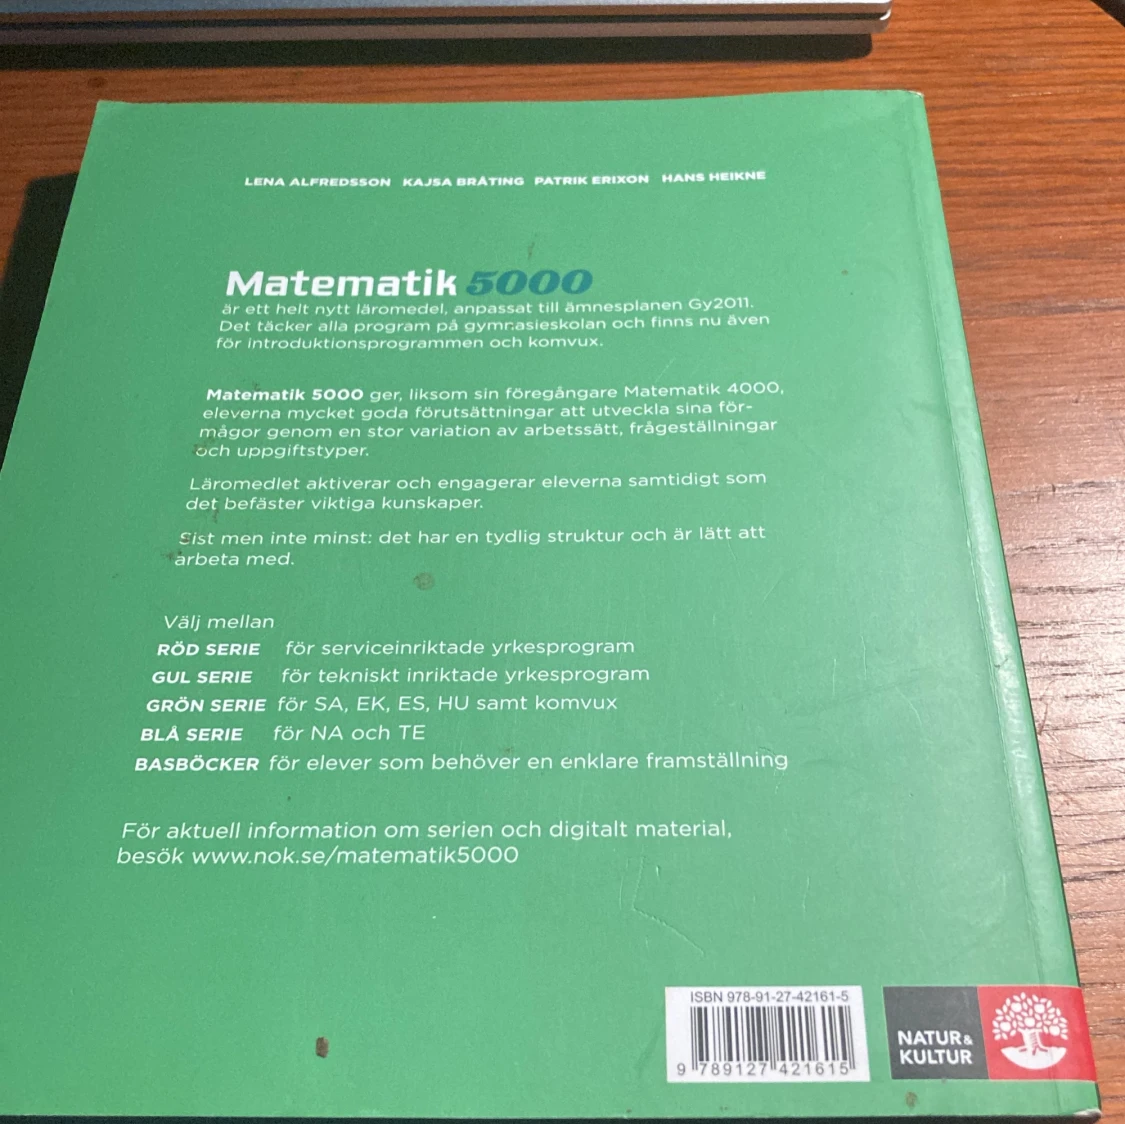 LENA ALFREDSSON KAJSA BRÅTING PATRIK ERIXON HANS HEIKNE
Matematik 5000
är ett helt nytt läromedel, anpassat till ämnesplanen Gy2011.
Det täcker alla program på gymnasieskolan och finns nu även
för introduktionsprogrammen och komvux.
Matematik 5000 ger, liksom sin föregångare Matematik 4000,
eleverna mycket goda förutsättningar att utveckla sina för-
mågor genom en stor variation av arbetssätt, frågeställningar
och uppgiftstyper.
Läromedlet aktiverar och engagerar eleverna samtidigt som
det befäster viktiga kunskaper.
Sist men inte minst: det har en tydlig struktur och är lätt att
arbeta med.
Välj mellan
RÖD SERIE för serviceinriktade yrkesprogram
GUL SERIE för tekniskt inriktade yrkesprogram
GRÖN SERIE för SA, EK, ES, HU samt komvux
BLÅ SERIE för NA och TE
BASBÖCKER för elever som behöver en enklare framställning
För aktuell information om serien och digitalt material,
besök www.nok.se/matematik5000
ISBN 978-91-27-42161-5
9 789127 421615
NATUR &
KULTUR